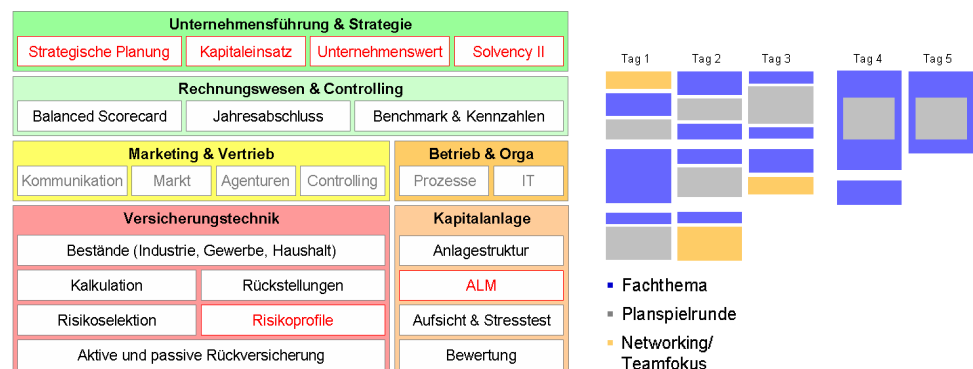 Unternehmensführung & Strategie
Strategische Planung
Kapitaleinsatz
Unternehmenswert
Solvency II
Rechnungswesen & Controlling
Balanced Scorecard
Jahresabschluss
Benchmark & Kennzahlen
Marketing & Vertrieb
Kommunikation
Markt
Agenturen
Controlling
Betrieb & Orga
Prozesse
IT
Versicherungstechnik
Bestände (Industrie, Gewerbe, Haushalt)
Kalkulation
Rückstellungen
Risikoselektion
Risikoprofile
Aktive und passive Rückversicherung
Kapitalanlage
Anlagestruktur
ALM
Aufsicht & Stresstest
Bewertung
Tag 1
Tag 2
Tag 3
Tag 4
Tag 5
Fachthema
Planspielrunde
Networking/
Teamfokus